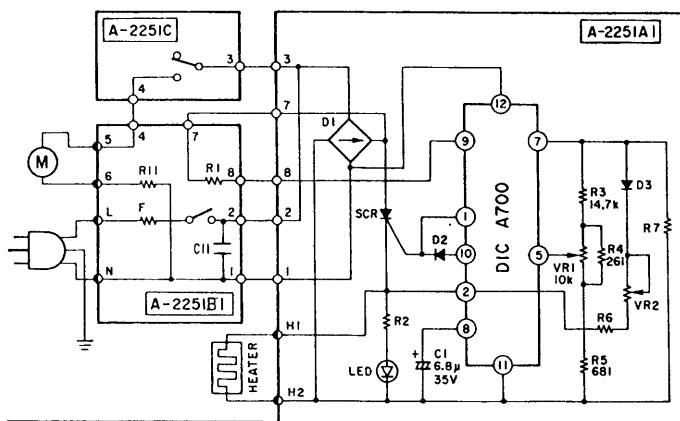 A-2251C
A-2251A1
3
3
4
12
7
D1
5
4
7
9
7
M
R1
8
8
R3
14.7k
D3
6
R11
SCR
1
DIC A700
R4
261
R7
L
F
2
2
D2
10
5
VR1
10k
VR2
C11
N
1
1
2
R6
A-2251B1
H1
R2
8
C1
6.8μ
35V
+
R5
681
HEATER
LED
11
H2